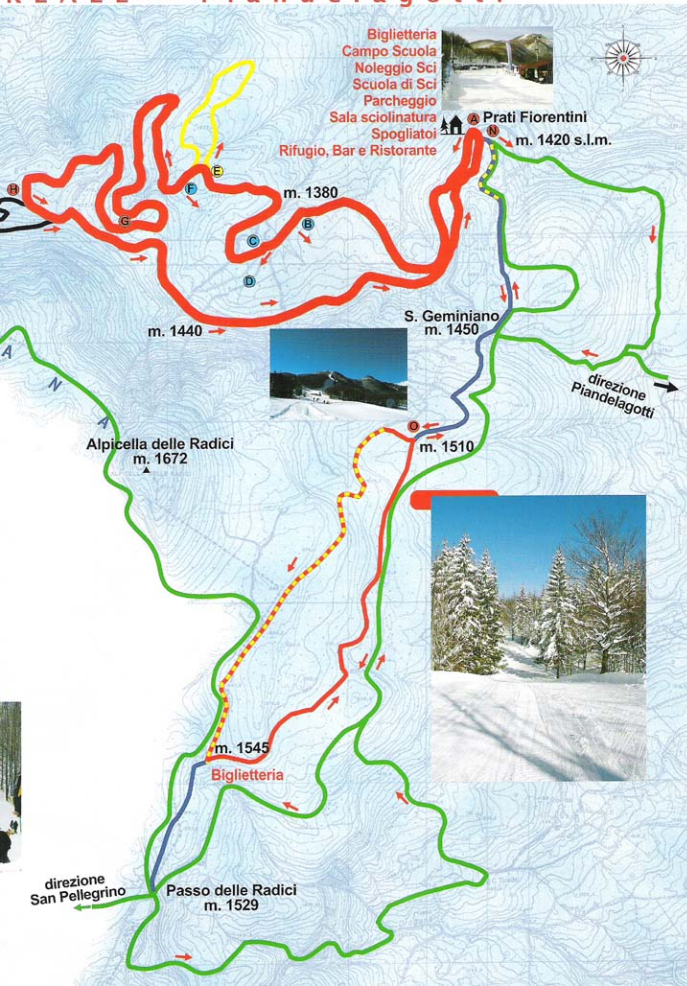 Piandelagotti
Biglietteria
Campo Scuola
Noleggio Sci
Scuola di Sci
Parcheggio
Sala sciolinatura
Spogliatoi
Rifugio, Bar e Ristorante
A
Prati Fiorentini
N
m. 1420 s.l.m.
E
F
H
m. 1380
G
B
C
D
S. Geminiano
m. 1450
m. 1440
direzione
Piandelagotti
A
N
A
O
m. 1510
Alpicella delle Radici
m. 1672
m. 1545
Biglietteria
direzione
San Pellegrino
Passo delle Radici
m. 1529